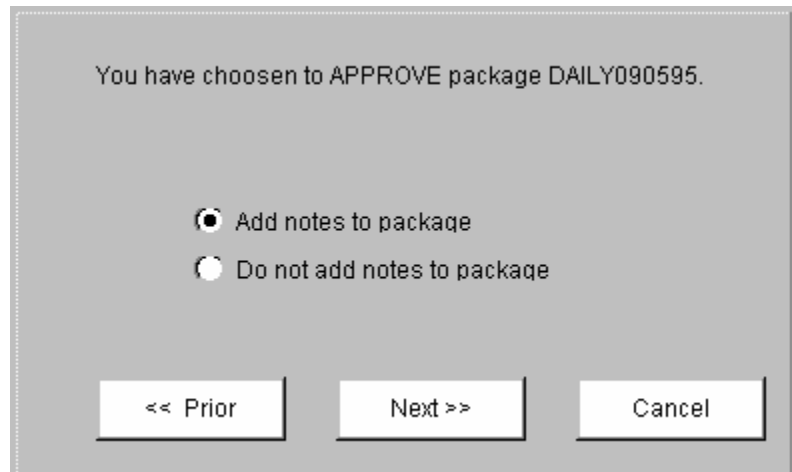 You have choosen to APPROVE package DAILY090595.
Add notes to package
Do not add notes to package
<< Prior
Next >>
Cancel